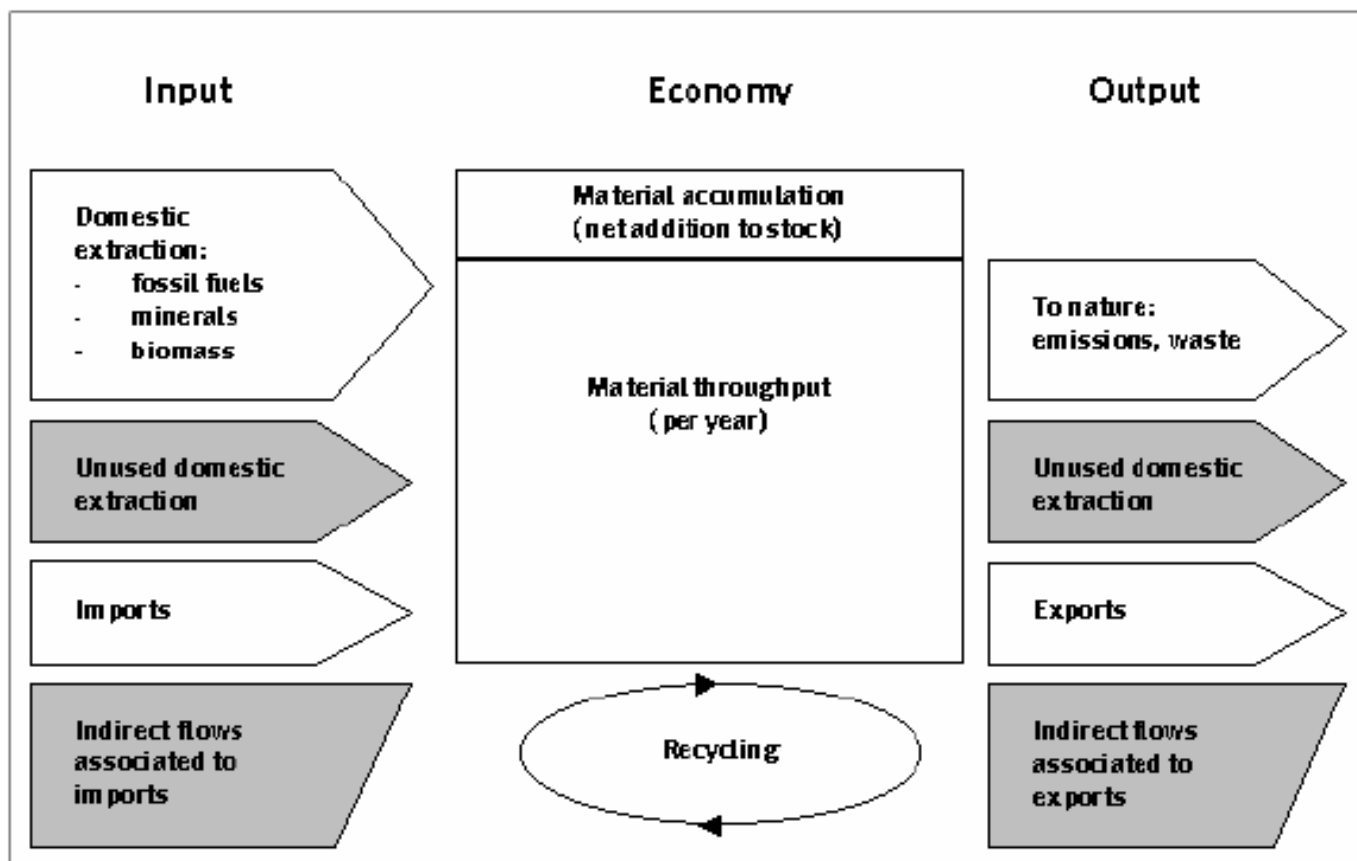 Input
Economy
Output
Domestic
extraction:
- fossil fuels
- minerals
- biomass
Unused domestic
extraction
Imports
Indirect flows
associated to
imports
Material accumulation
(net addition to stock)
Material throughput
(per year)
Recycling
To nature:
emissions, waste
Unused domestic
extraction
Exports
Indirect flows
associated to
exports